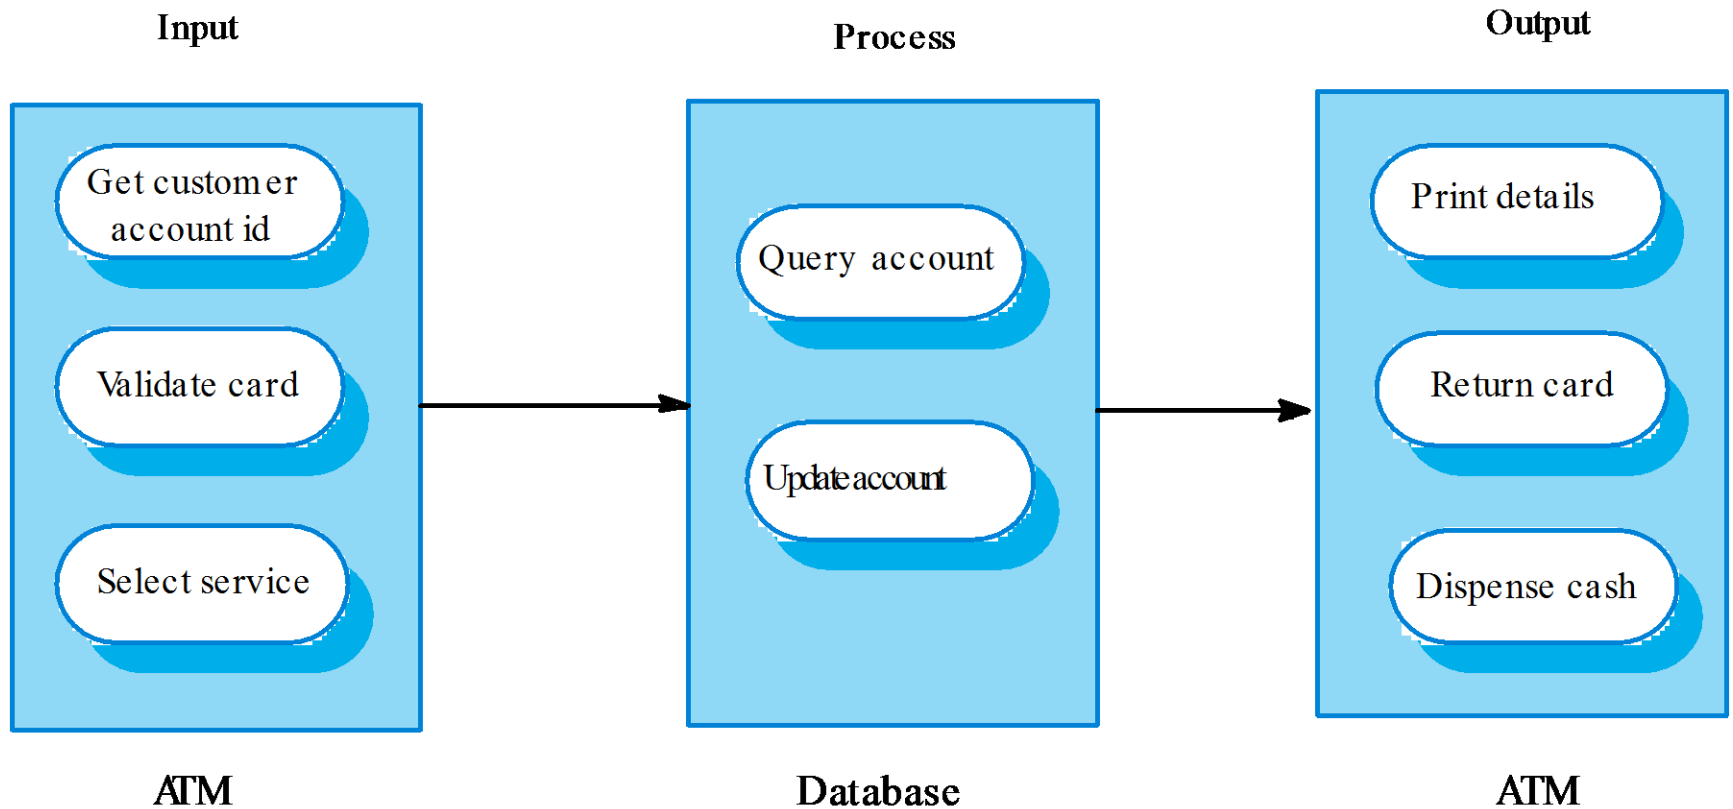 Input
Process
Output
Get customer
account id
Validate card
Select service
Query account
Update account
Print details
Return card
Dispense cash
ATM
Database
ATM